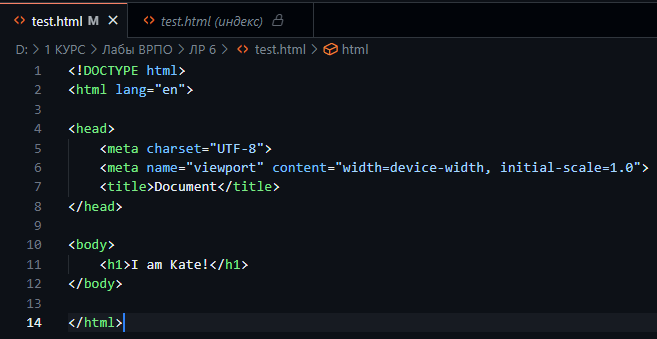 test.html M test.html (индекс)
D: > 1 КУРС > Лабы ВРПО > ЛР 6 > test.html > html
1 <!DOCTYPE html>
2 <html lang="en">
3
4 <head>
5     <meta charset="UTF-8">
6     <meta name="viewport" content="width=device-width, initial-scale=1.0">
7     <title>Document</title>
8 </head>
9
10 <body>
11     <h1>I am Kate!</h1>
12 </body>
13
14 </html>